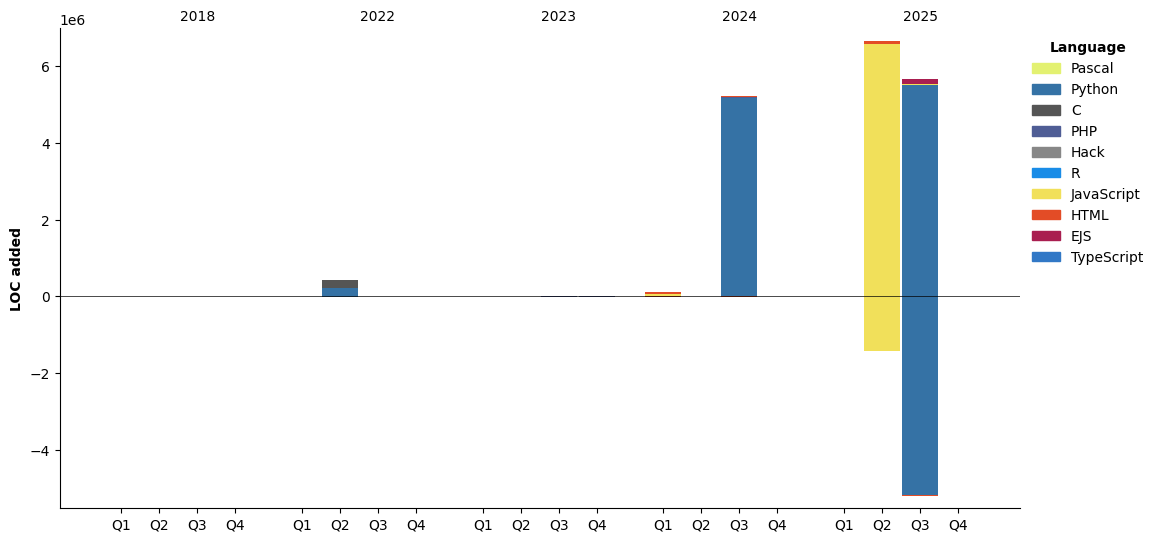 2018 2022 2023 2024 2025
1e6
Language
Pascal
Python
C
PHP
Hack
R
JavaScript
HTML
EJS
TypeScript
LOC added
6
4
2
0
−2
−4
Q1 Q2 Q3 Q4 Q1 Q2 Q3 Q4 Q1 Q2 Q3 Q4 Q1 Q2 Q3 Q4 Q1 Q2 Q3 Q4